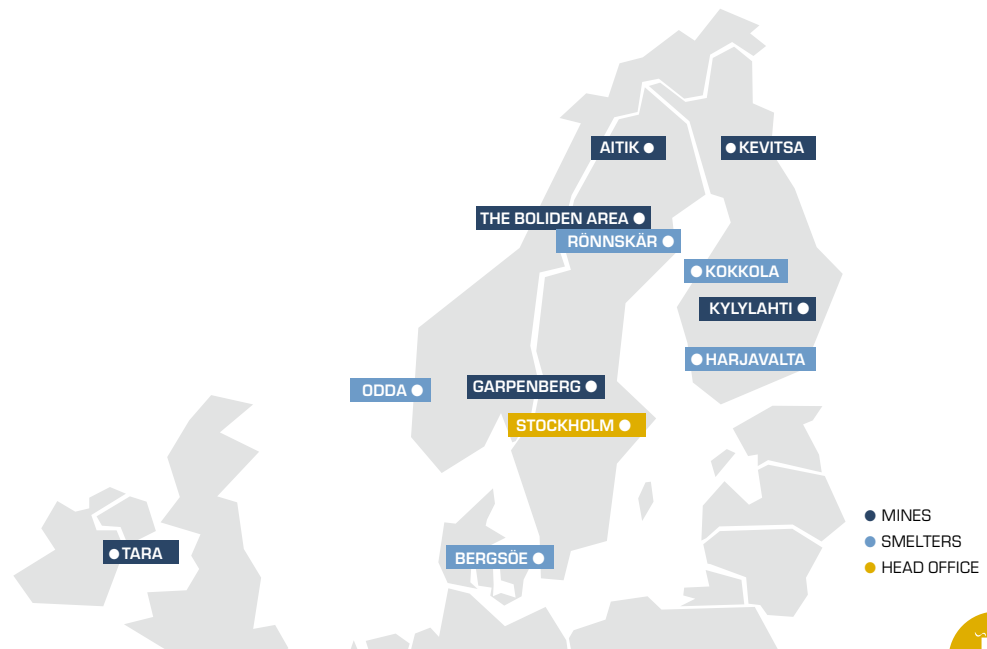 AITIK
KEVITSA
THE BOLIDEN AREA
RÖNNSKÄR
KOKKOLA
KYLYLAHTI
HARJAVALTA
ODDA
GARPENBERG
STOCKHOLM
MINES
SMELTERS
TARA
BERGSÖE
HEAD OFFICE